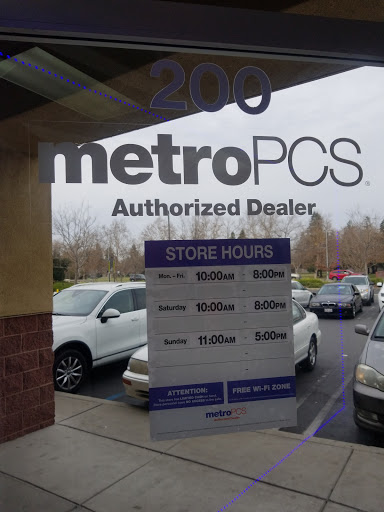 200
metroPCS.
Authorized Dealer
STORE HOURS
Mon. - Fri. 10:00AM - 8:00PM
Saturday 10:00AM - 8:00PM
Sunday 11:00AM - 5:00PM
ATTENTION:
FREE WI-FI ZONE
metroPCS